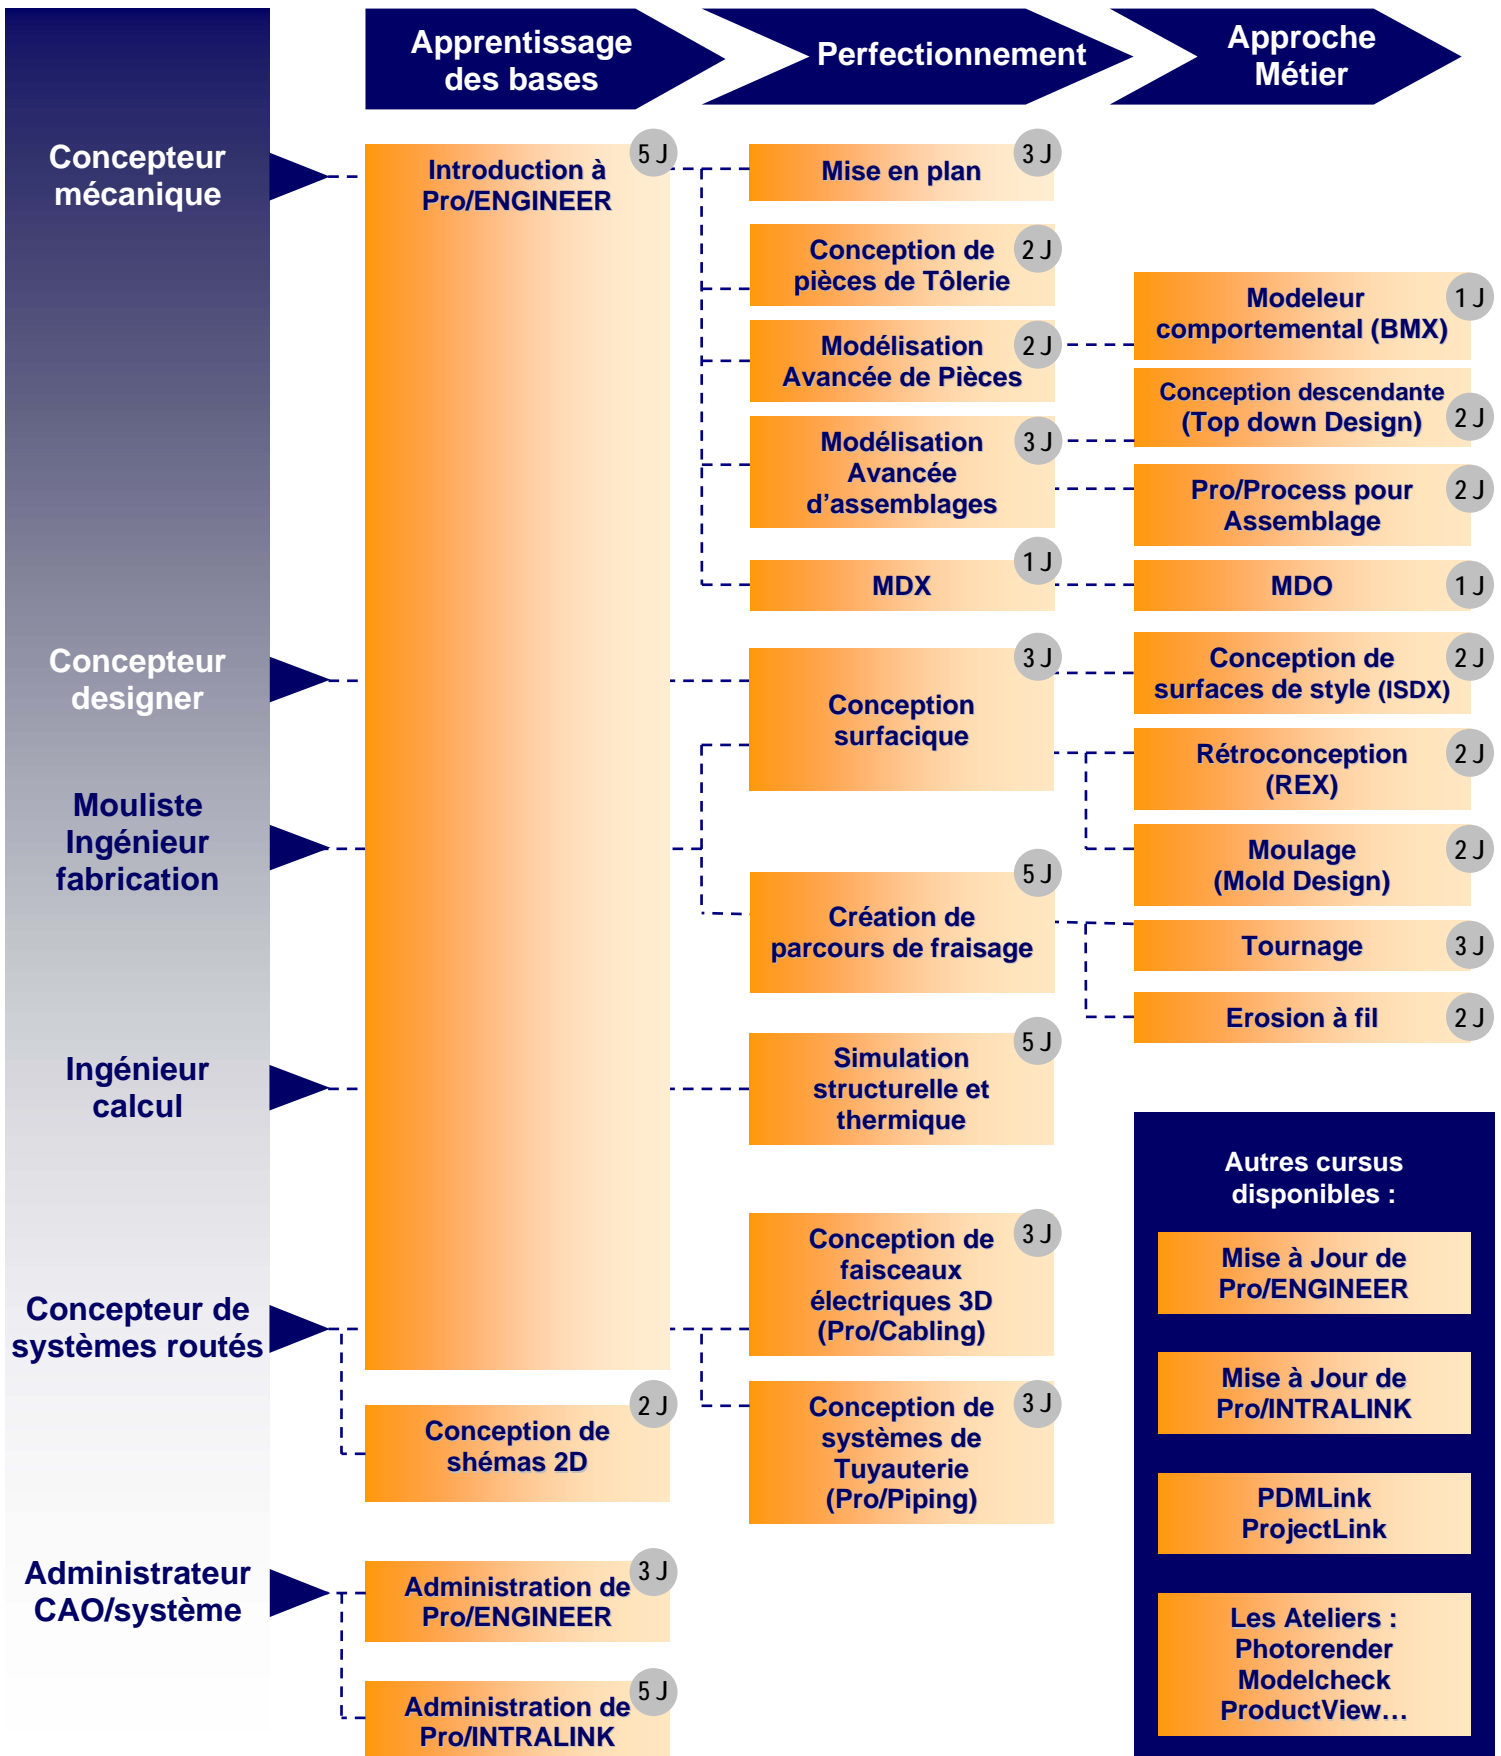 Apprentissage
des bases
Perfectionnement
Approche
Métier
Concepteur
mécanique
Introduction à
Pro/ENGINEER
5 J
Mise en plan
3 J
Conception de
pièces de Tôlerie
2 J
Modélisation
Avancée de Pièces
2 J
Modélisation
Avancée
d'assemblages
3 J
MDX
1 J
Modeleur
comportemental (BMX)
1 J
Conception descendante
(Top down Design)
2 J
Pro/Process pour
Assemblage
2 J
MDO
1 J
Concepteur
designer
Conception
surfacique
3 J
Conception de
surfaces de style (ISDX)
2 J
Rétroconception
(REX)
2 J
Mouliste
Ingénieur
fabrication
Moulage
(Mold Design)
2 J
Création de
parcours de fraisage
5 J
Tournage
3 J
Erosion à fil
2 J
Ingénieur
calcul
Simulation
structurelle et
thermique
5 J
Concepteur de
systèmes routés
Conception de
faisceaux
électriques 3D
(Pro/Cabling)
3 J
Conception de
shémas 2D
2 J
Conception de
systèmes de
Tuyauterie
(Pro/Piping)
3 J
Administrateur
CAO/système
Administration de
Pro/ENGINEER
3 J
Administration de
Pro/INTRALINK
5 J
Autres cursus
disponibles :
Mise à Jour de
Pro/ENGINEER
Mise à Jour de
Pro/INTRALINK
PDMLink
ProjectLink
Les Ateliers :
Photorender
Modelcheck
ProductView…